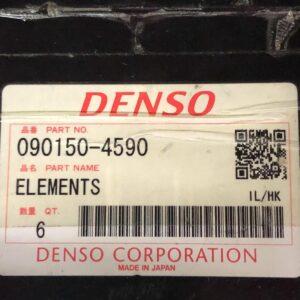 DENSO
品番 PART NO.
090150-4590
品名 PART NAME
ELEMENTS
IL/HK
数量 QT.
6
DENSO CORPORATION
MADE IN JAPAN